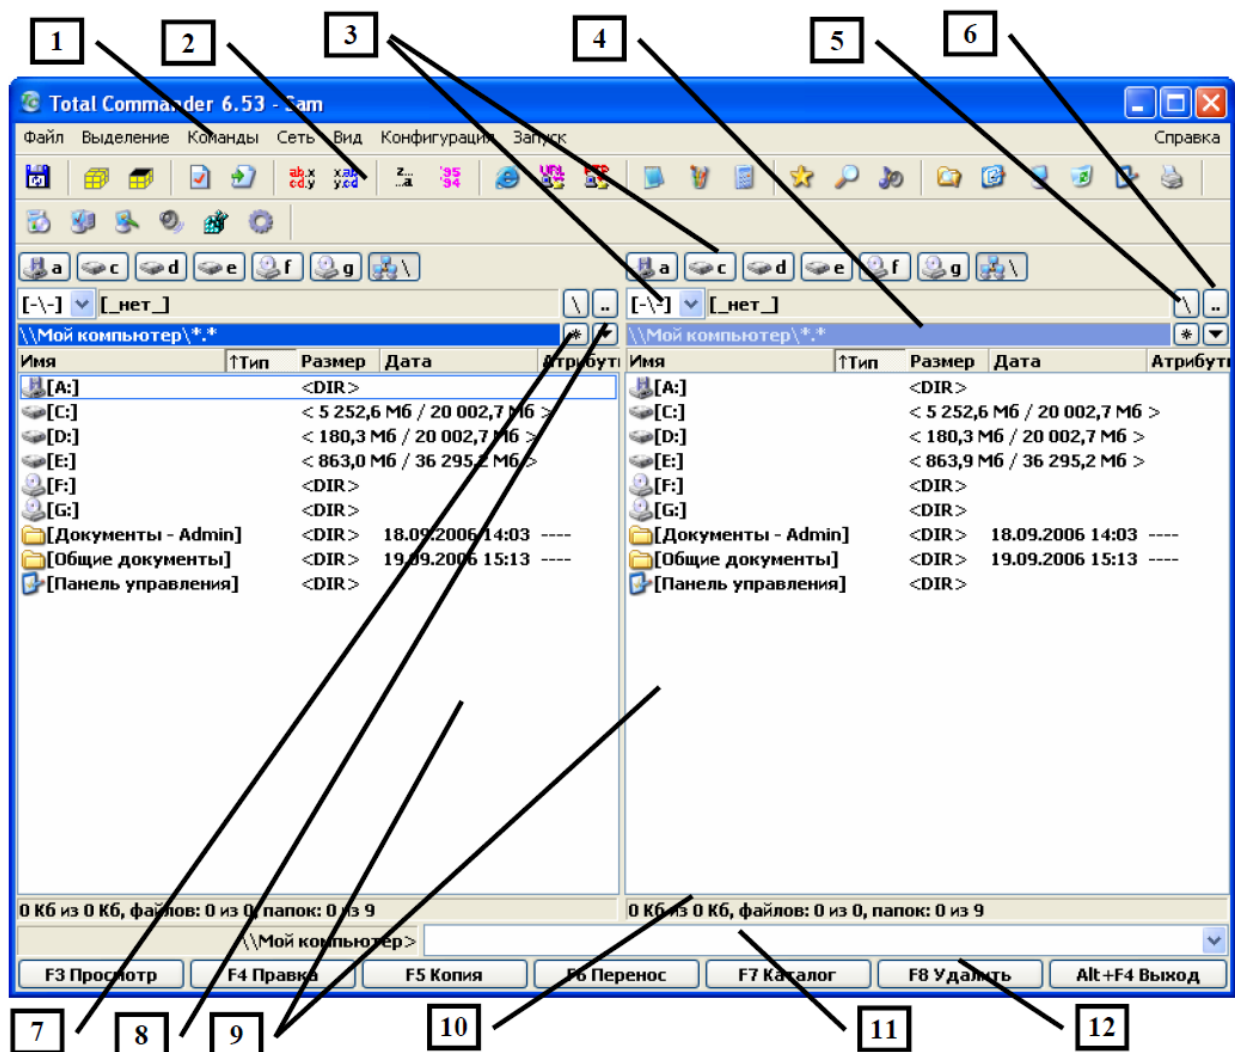 1 2 3 4 5 6
Total Commander 6.53 - Sam
Файл Выделение Команды Сеть Вид Конфигурация Запуск Справка
ab.x cd.y x.ab y.cd z... ...a '95 '94
a c d e f g \ a c d e f g \
[-\-] [_нет_] \ .. [-\-] [_нет_] \ ..
\\Мой компьютер\*.* * \\Мой компьютер\*.* *
Имя ↑Тип Размер Дата Атрибуты Имя ↑Тип Размер Дата Атрибуты
[A:] <DIR> [A:] <DIR>
[C:] < 5 252,6 Мб / 20 002,7 Мб > [C:] < 5 252,6 Мб / 20 002,7 Мб >
[D:] < 180,3 Мб / 20 002,7 Мб > [D:] < 180,3 Мб / 20 002,7 Мб >
[E:] < 863,0 Мб / 36 295,2 Мб > [E:] < 863,9 Мб / 36 295,2 Мб >
[F:] <DIR> [F:] <DIR>
[G:] <DIR> [G:] <DIR>
[Документы - Admin] <DIR> 18.09.2006 14:03 ---- [Документы - Admin] <DIR> 18.09.2006 14:03 ----
[Общие документы] <DIR> 19.09.2006 15:13 ---- [Общие документы] <DIR> 19.09.2006 15:13 ----
[Панель управления] <DIR> [Панель управления] <DIR>
0 Кб из 0 Кб, файлов: 0 из 0, папок: 0 из 9 0 Кб из 0 Кб, файлов: 0 из 0, папок: 0 из 9
\\Мой компьютер>
F3 Просмотр F4 Правка F5 Копия F6 Перенос F7 Каталог F8 Удалить Alt+F4 Выход
7 8 9 10 11 12